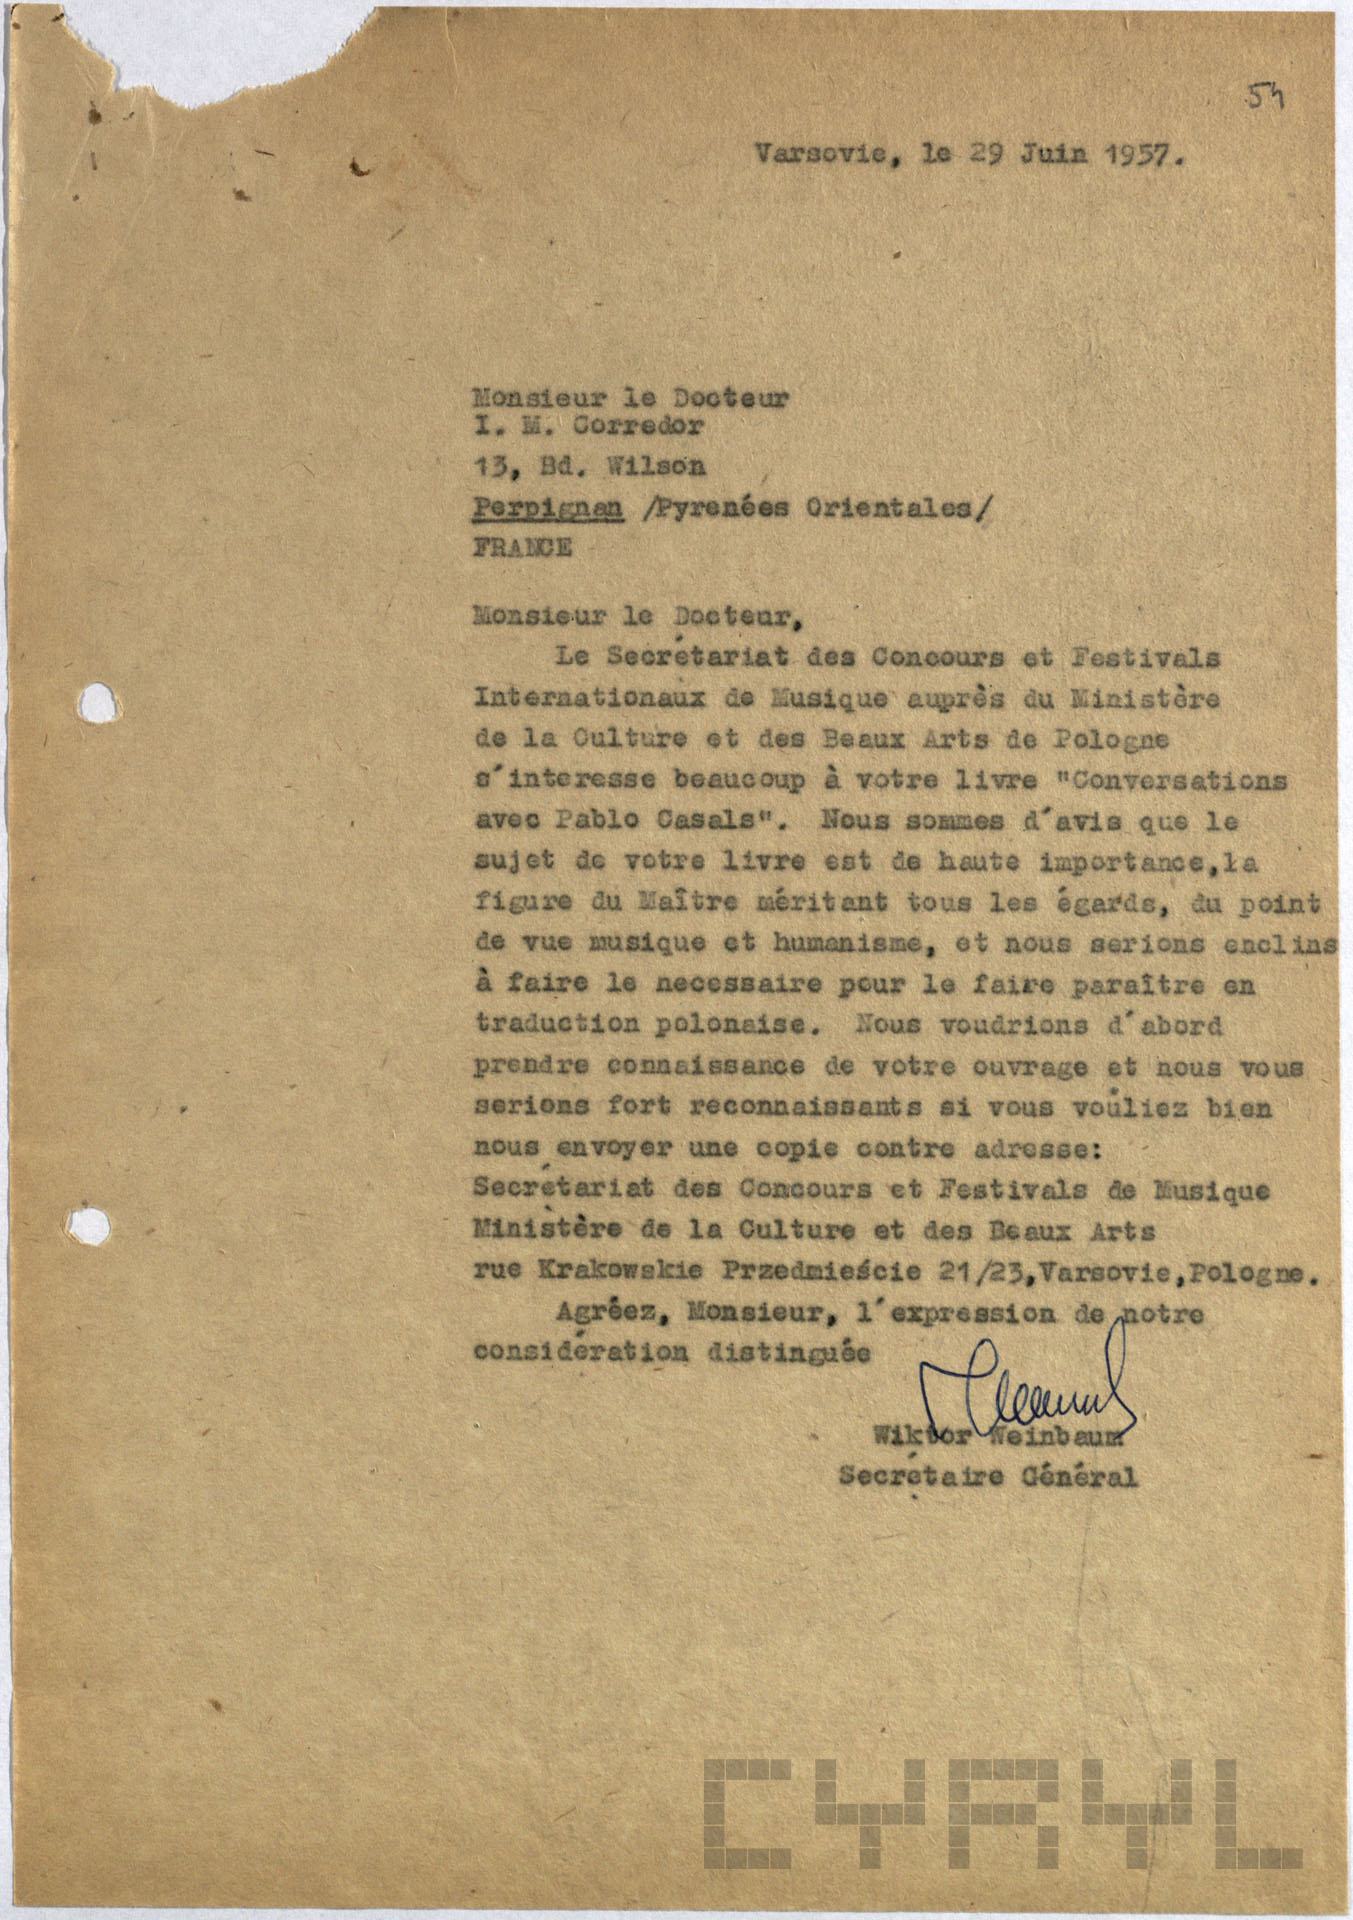 54
Varsovie, le 29 Juin 1957.
Monsieur le Docteur
I. M. Corredor
13, Bd. Wilson
Perpignan /Pyrenées Orientales/
FRANCE
Monsieur le Docteur,
Le Secrétariat des Concours et Festivals
Internationaux de Musique auprès du Ministère
de la Culture et des Beaux Arts de Pologne
s´interesse beaucoup à votre livre "Conversations
avec Pablo Casals". Nous sommes d´avis que le
sujet de votre livre est de haute importance,la
figure du Maître méritant tous les égards, du point
de vue musique et humanisme, et nous serions enclins
à faire le necessaire pour le faire paraître en
traduction polonaise. Nous voudrions d´abord
prendre connaissance de votre ouvrage et nous vous
serions fort reconnaissants si vous vouliez bien
nous envoyer une copie contre adresse:
Secrétariat des Concours et Festivals de Musique
Ministère de la Culture et des Beaux Arts
rue Krakowskie Przedmieście 21/23,Varsovie,Pologne.
Agréez, Monsieur, l´expression de notre
considération distinguée
Wiktor Weinbaum
Secrétaire Général
CYRYL